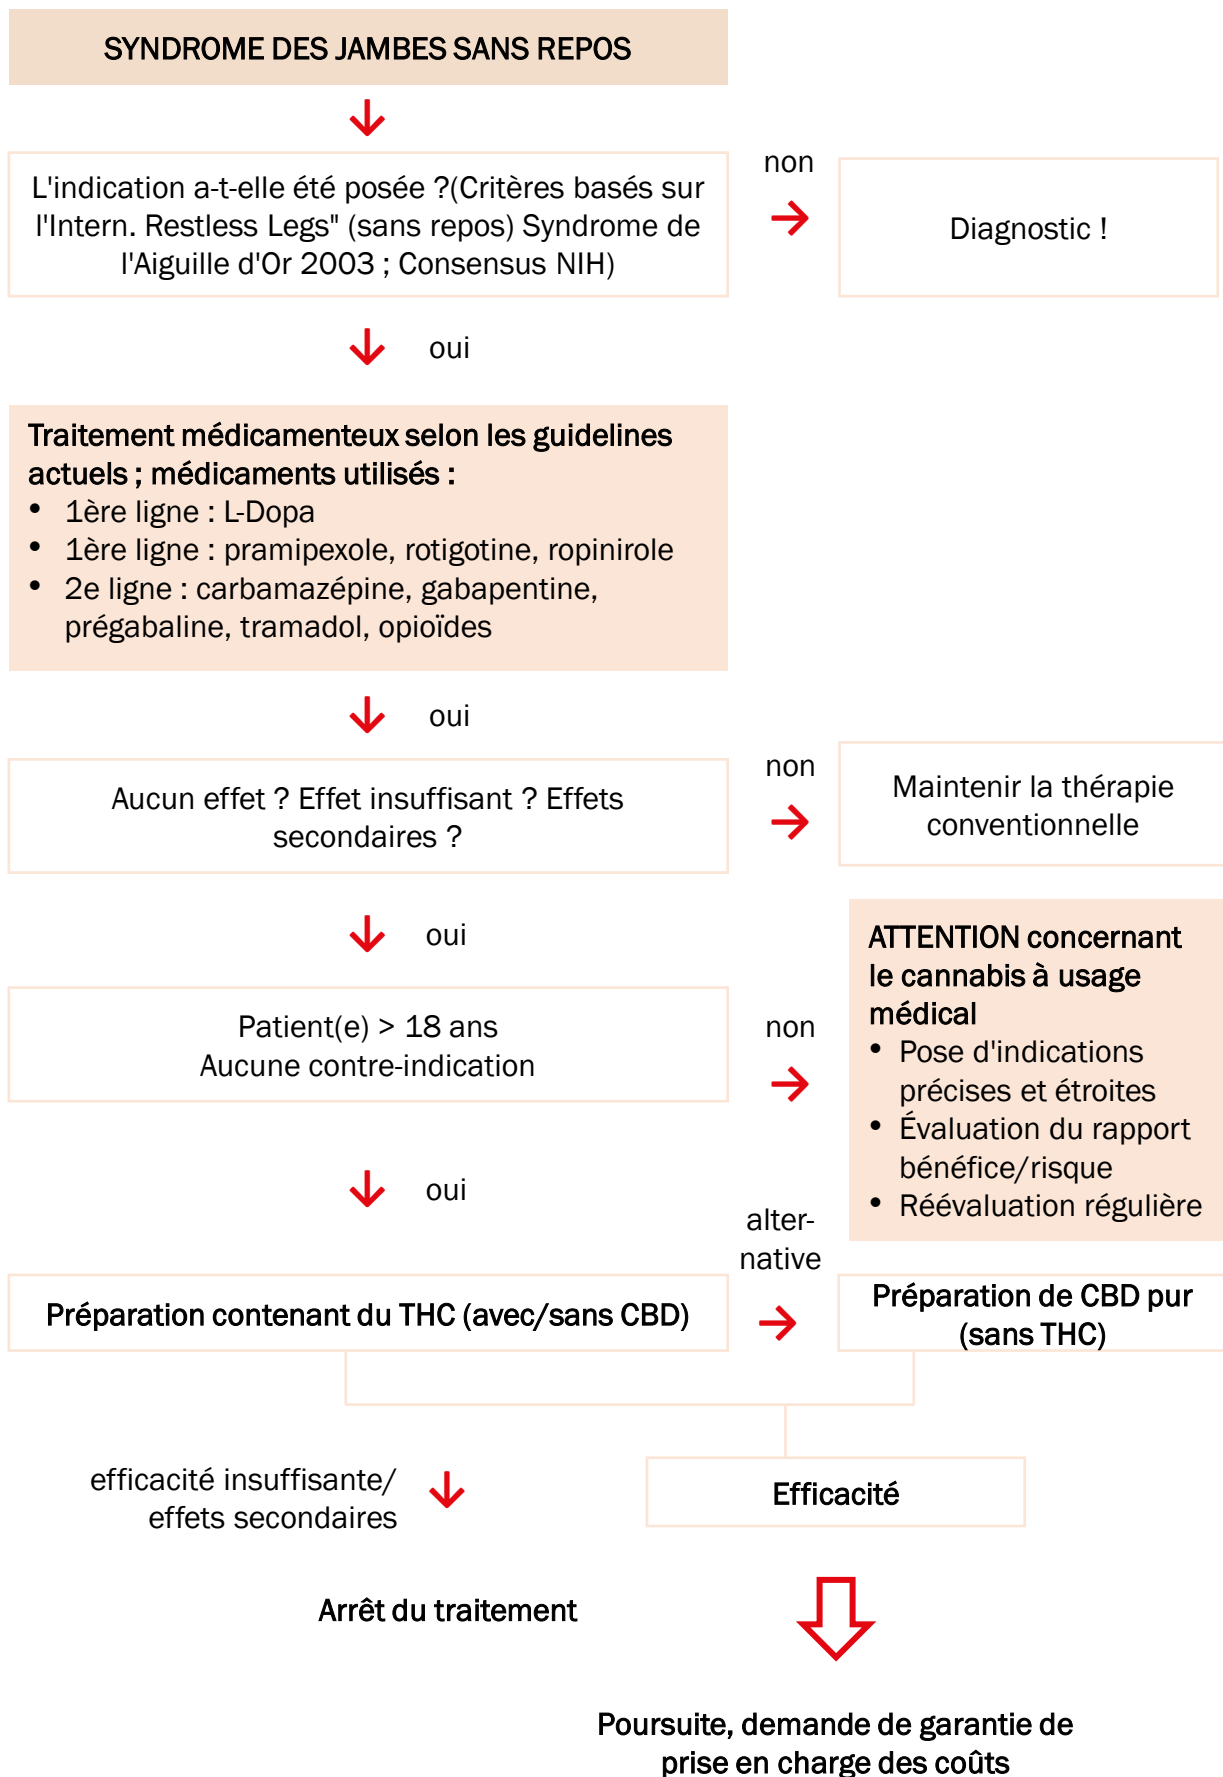 SYNDROME DES JAMBES SANS REPOS
L'indication a-t-elle été posée ?(Critères basés sur
l'Intern. Restless Legs" (sans repos) Syndrome de
l'Aiguille d'Or 2003 ; Consensus NIH)
non
Diagnostic !
oui
Traitement médicamenteux selon les guidelines
actuels ; médicaments utilisés :
• 1ère ligne : L-Dopa
• 1ère ligne : pramipexole, rotigotine, ropinirole
• 2e ligne : carbamazépine, gabapentine,
prégabaline, tramadol, opioïdes
oui
Aucun effet ? Effet insuffisant ? Effets
secondaires ?
non
Maintenir la thérapie
conventionnelle
oui
Patient(e) > 18 ans
Aucune contre-indication
non
ATTENTION concernant
le cannabis à usage
médical
• Pose d'indications
précises et étroites
• Évaluation du rapport
bénéfice/risque
• Réévaluation régulière
oui
alter-
native
Préparation contenant du THC (avec/sans CBD)
Préparation de CBD pur
(sans THC)
efficacité insuffisante/
effets secondaires
Efficacité
Arrêt du traitement
Poursuite, demande de garantie de
prise en charge des coûts